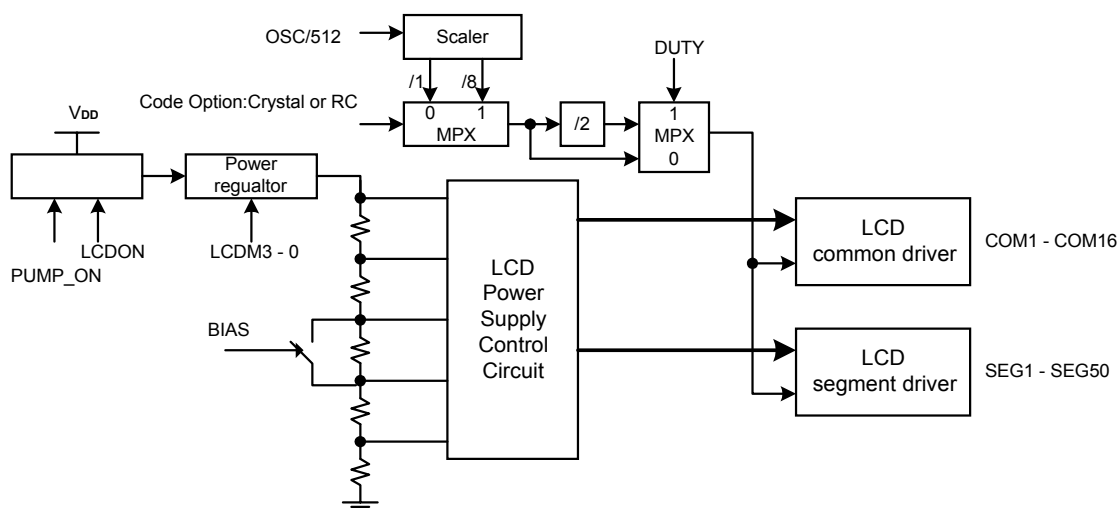 OSC/512
Scaler
DUTY
/1
/8
Code Option:Crystal or RC
0 1
MPX
/2
1
MPX
0
VDD
Power
regualtor
LCDON
PUMP_ON
LCDM3 - 0
BIAS
LCD
Power
Supply
Control
Circuit
LCD
common driver
COM1 - COM16
LCD
segment driver
SEG1 - SEG50